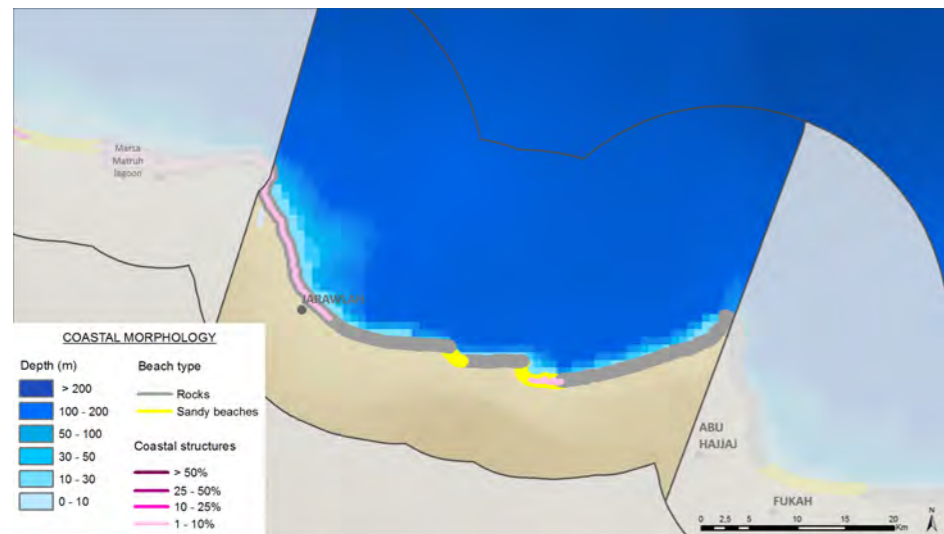 Marsa
Matruh
lagoon
JARAWLAH
ABU
HAJJAJ
FUKAH
COASTAL MORPHOLOGY
Depth (m)
> 200
100 - 200
50 - 100
30 - 50
10 - 30
0 - 10
Beach type
Rocks
Sandy beaches
Coastal structures
> 50%
25 - 50%
10 - 25%
1 - 10%
0 2,5 5 10 15 20
Km
N